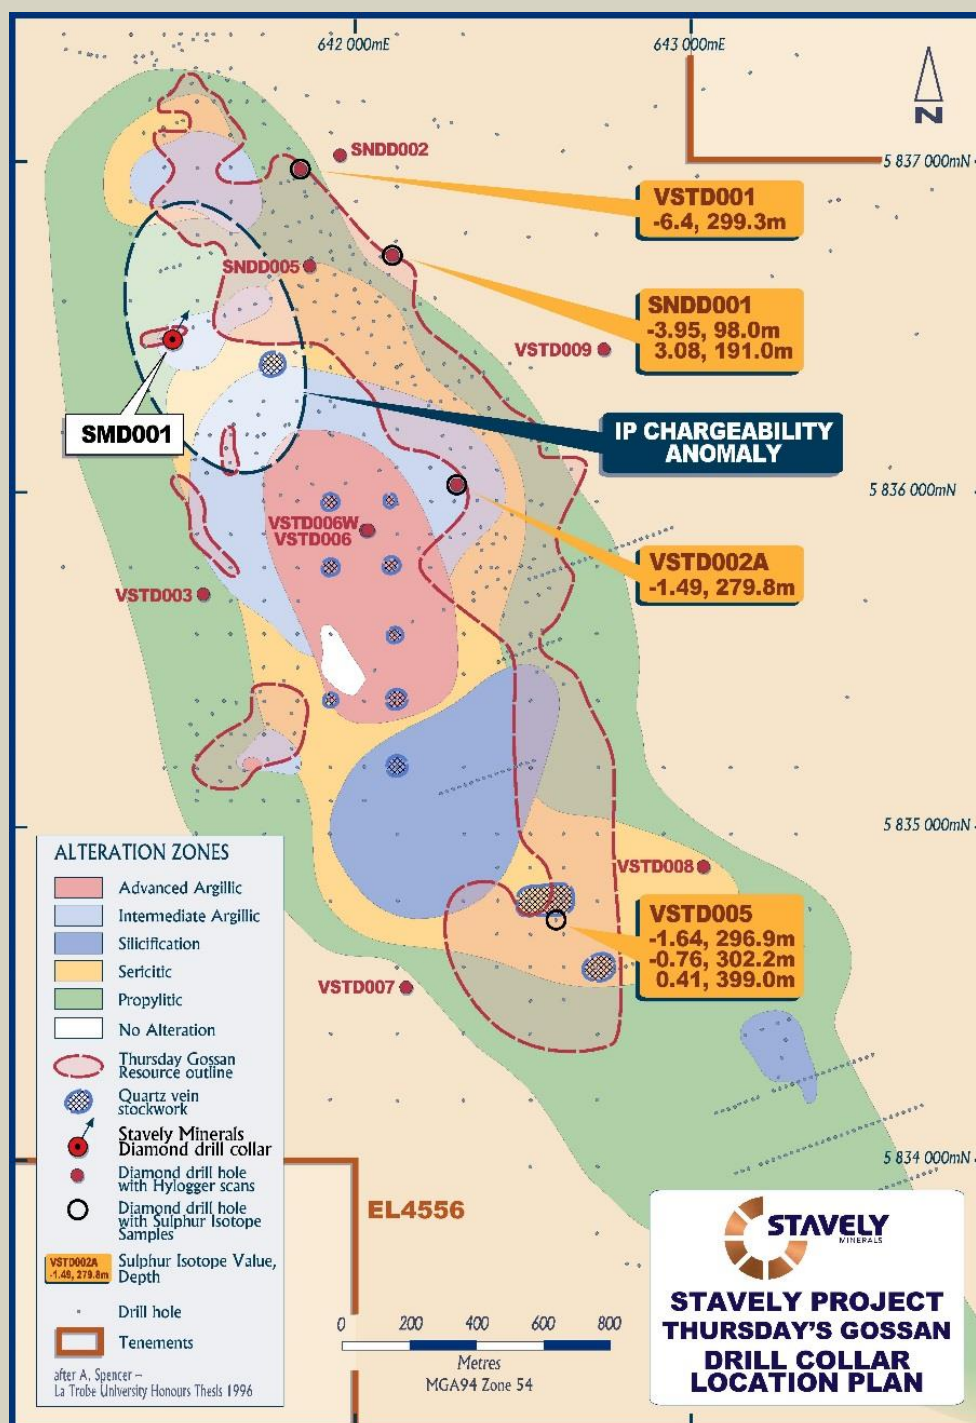 642 000mE
643 000mE
N
5 837 000mN
SNDD002
VSTD001
-6.4, 299.3m
SNDD005
SNDD001
-3.95, 98.0m
3.08, 191.0m
VSTD009
SMD001
IP CHARGEABILITY
ANOMALY
5 836 000mN
VSTD006W
VSTD006
VSTD002A
-1.49, 279.8m
VSTD003
5 835 000mN
VSTD008
VSTD005
-1.64, 296.9m
-0.76, 302.2m
0.41, 399.0m
VSTD007
5 834 000mN
EL4556
ALTERATION ZONES
Advanced Argillic
Intermediate Argillic
Silicification
Sericitic
Propylitic
No Alteration
Thursday Gossan
Resource outline
Quartz vein
stockwork
Stavely Minerals
Diamond drill collar
Diamond drill hole
with Hylogger scans
Diamond drill hole
with Sulphur Isotope
Samples
VSTD002A
-1.49, 279.8m
Sulphur Isotope Value,
Depth
Drill hole
Tenements
after A. Spencer –
La Trobe University Honours Thesis 1996
0 200 400 600 800
Metres
MGA94 Zone 54
STAVELY
MINERALS
STAVELY PROJECT
THURSDAY'S GOSSAN
DRILL COLLAR
LOCATION PLAN